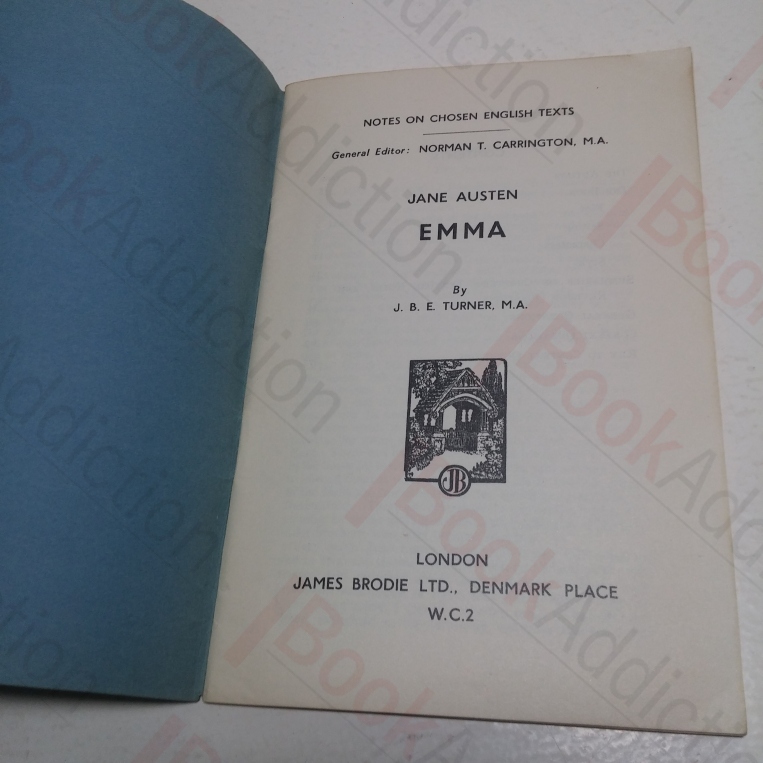 NOTES ON CHOSEN ENGLISH TEXTS
General Editor: NORMAN T. CARRINGTON, M.A.
JANE AUSTEN
EMMA
By
J. B. E. TURNER, M.A.
JB
LONDON
JAMES BRODIE LTD., DENMARK PLACE
W.C.2
BookAddiction